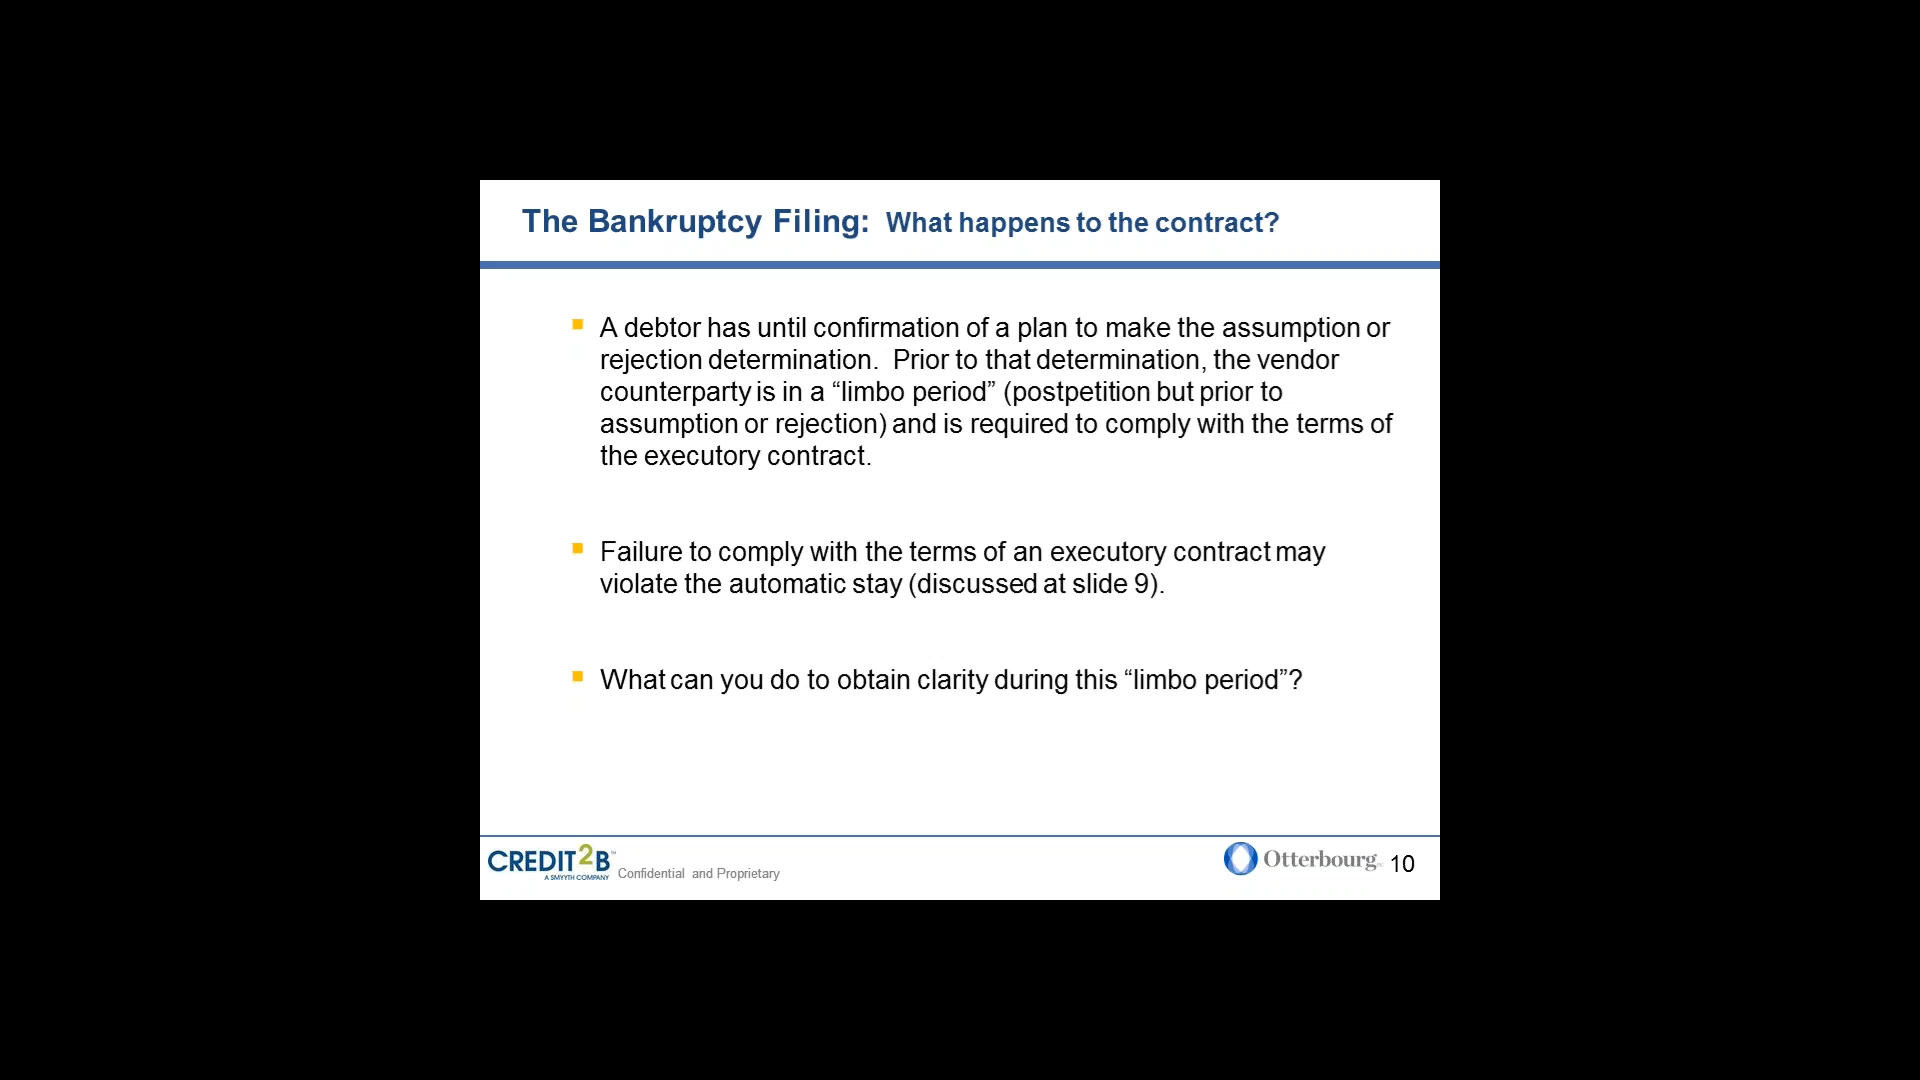 The Bankruptcy Filing: What happens to the contract?
A debtor has until confirmation of a plan to make the assumption or
rejection determination. Prior to that determination, the vendor
counterparty is in a “limbo period” (postpetition but prior to
assumption or rejection) and is required to comply with the terms of
the executory contract.
Failure to comply with the terms of an executory contract may
violate the automatic stay (discussed at slide 9).
What can you do to obtain clarity during this “limbo period”?
CREDIT2B
A SMYYTH COMPANY
Confidential and Proprietary
Otterbourg
10